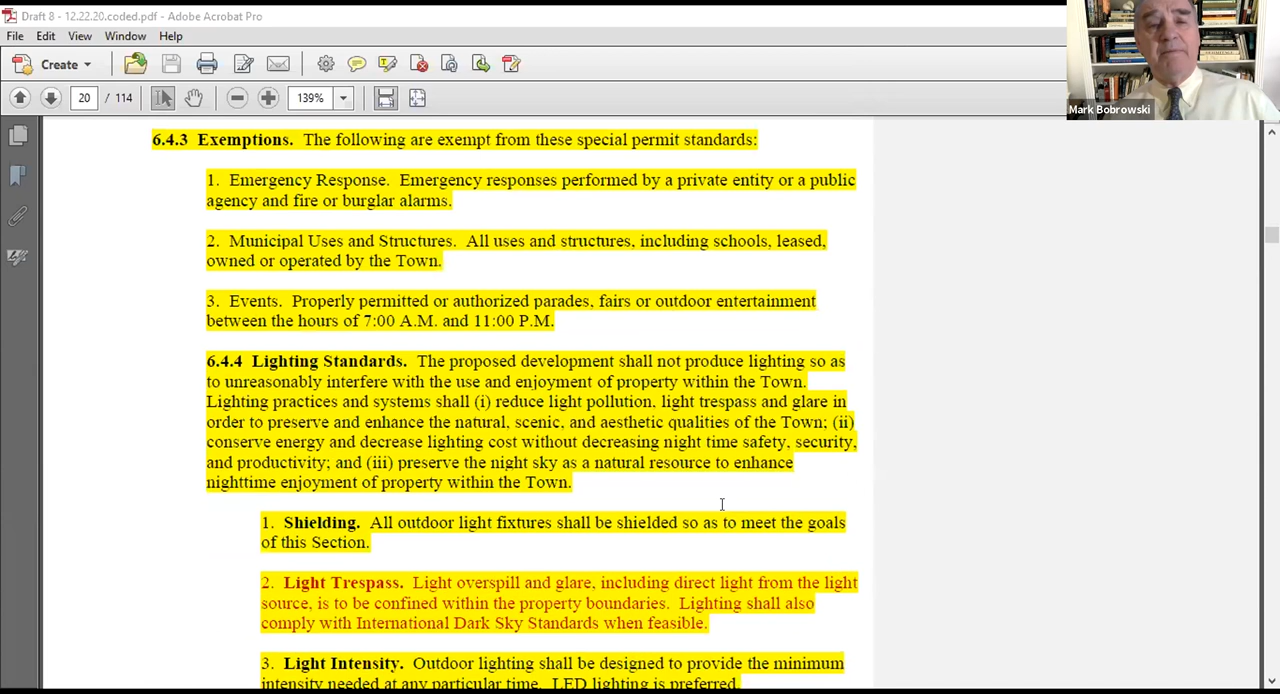 Draft 8 - 12.22.20.coded.pdf - Adobe Acrobat Pro
File Edit View Window Help
Create
20 / 114 139%
Mark Bobrowski
6.4.3 Exemptions. The following are exempt from these special permit standards:
1. Emergency Response. Emergency responses performed by a private entity or a public
agency and fire or burglar alarms.
2. Municipal Uses and Structures. All uses and structures, including schools, leased,
owned or operated by the Town.
3. Events. Properly permitted or authorized parades, fairs or outdoor entertainment
between the hours of 7:00 A.M. and 11:00 P.M.
6.4.4 Lighting Standards. The proposed development shall not produce lighting so as
to unreasonably interfere with the use and enjoyment of property within the Town.
Lighting practices and systems shall (i) reduce light pollution, light trespass and glare in
order to preserve and enhance the natural, scenic, and aesthetic qualities of the Town; (ii)
conserve energy and decrease lighting cost without decreasing night time safety, security,
and productivity; and (iii) preserve the night sky as a natural resource to enhance
nighttime enjoyment of property within the Town.
1. Shielding. All outdoor light fixtures shall be shielded so as to meet the goals
of this Section.
2. Light Trespass. Light overspill and glare, including direct light from the light
source, is to be confined within the property boundaries. Lighting shall also
comply with International Dark Sky Standards when feasible.
3. Light Intensity. Outdoor lighting shall be designed to provide the minimum
intensity needed at any particular time. LED lighting is preferred.